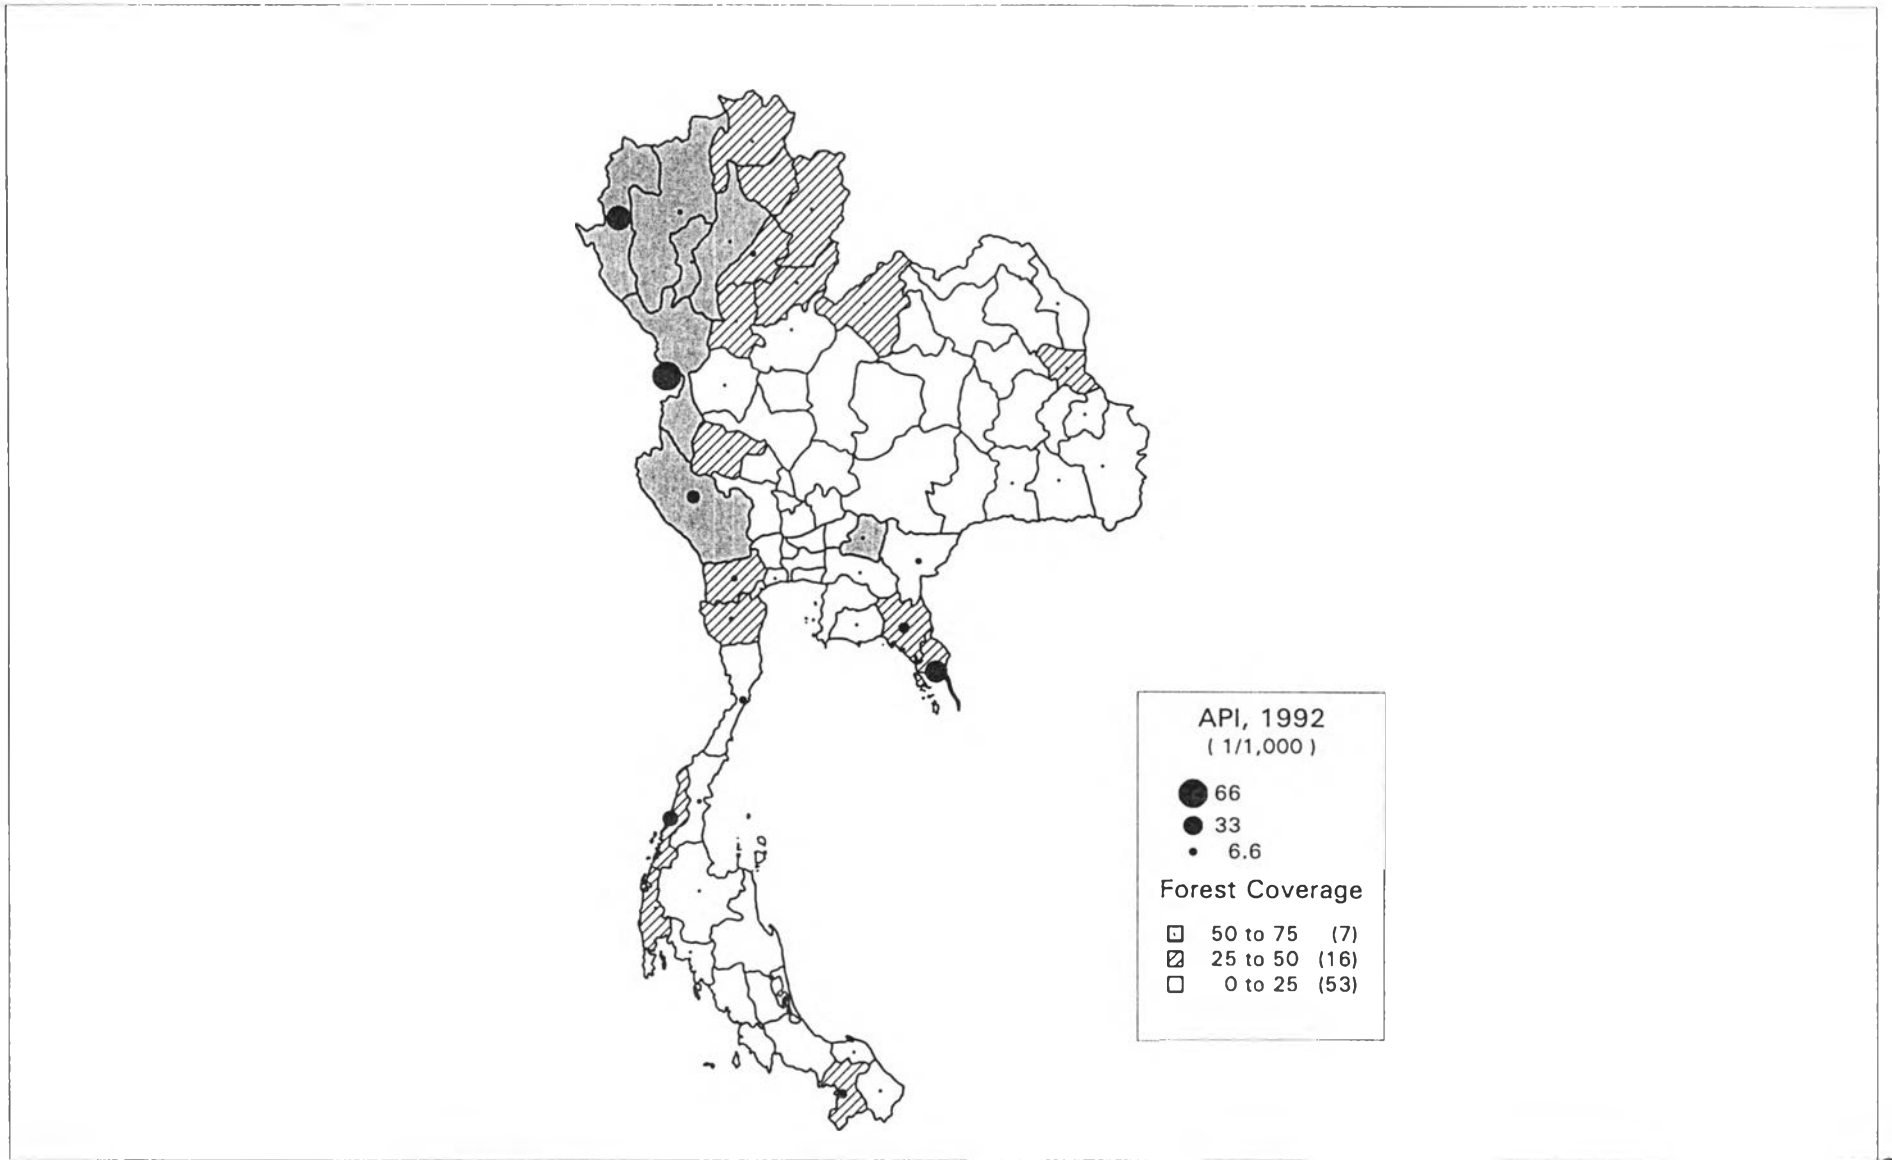 API, 1992
( 1/1,000 )
66
33
6.6
Forest Coverage
50 to 75 (7)
25 to 50 (16)
0 to 25 (53)